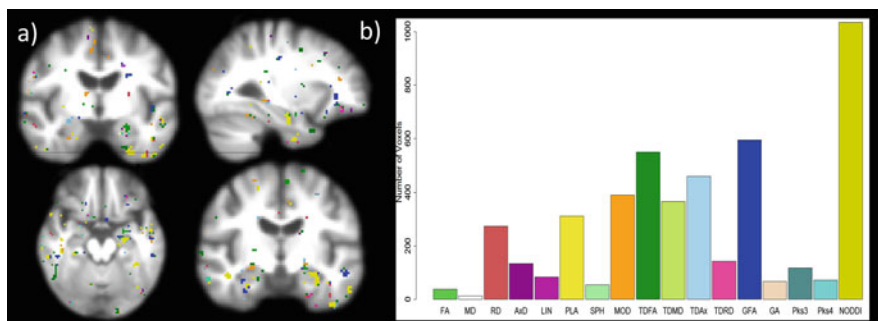 a)
b)
Number of Voxels
1000
800
600
400
200
0
FA MD RD AxD LIN PLA SPH MOD TDFA TDMD TDAx TDRD GFA GA Pks3 Pks4 NODDI